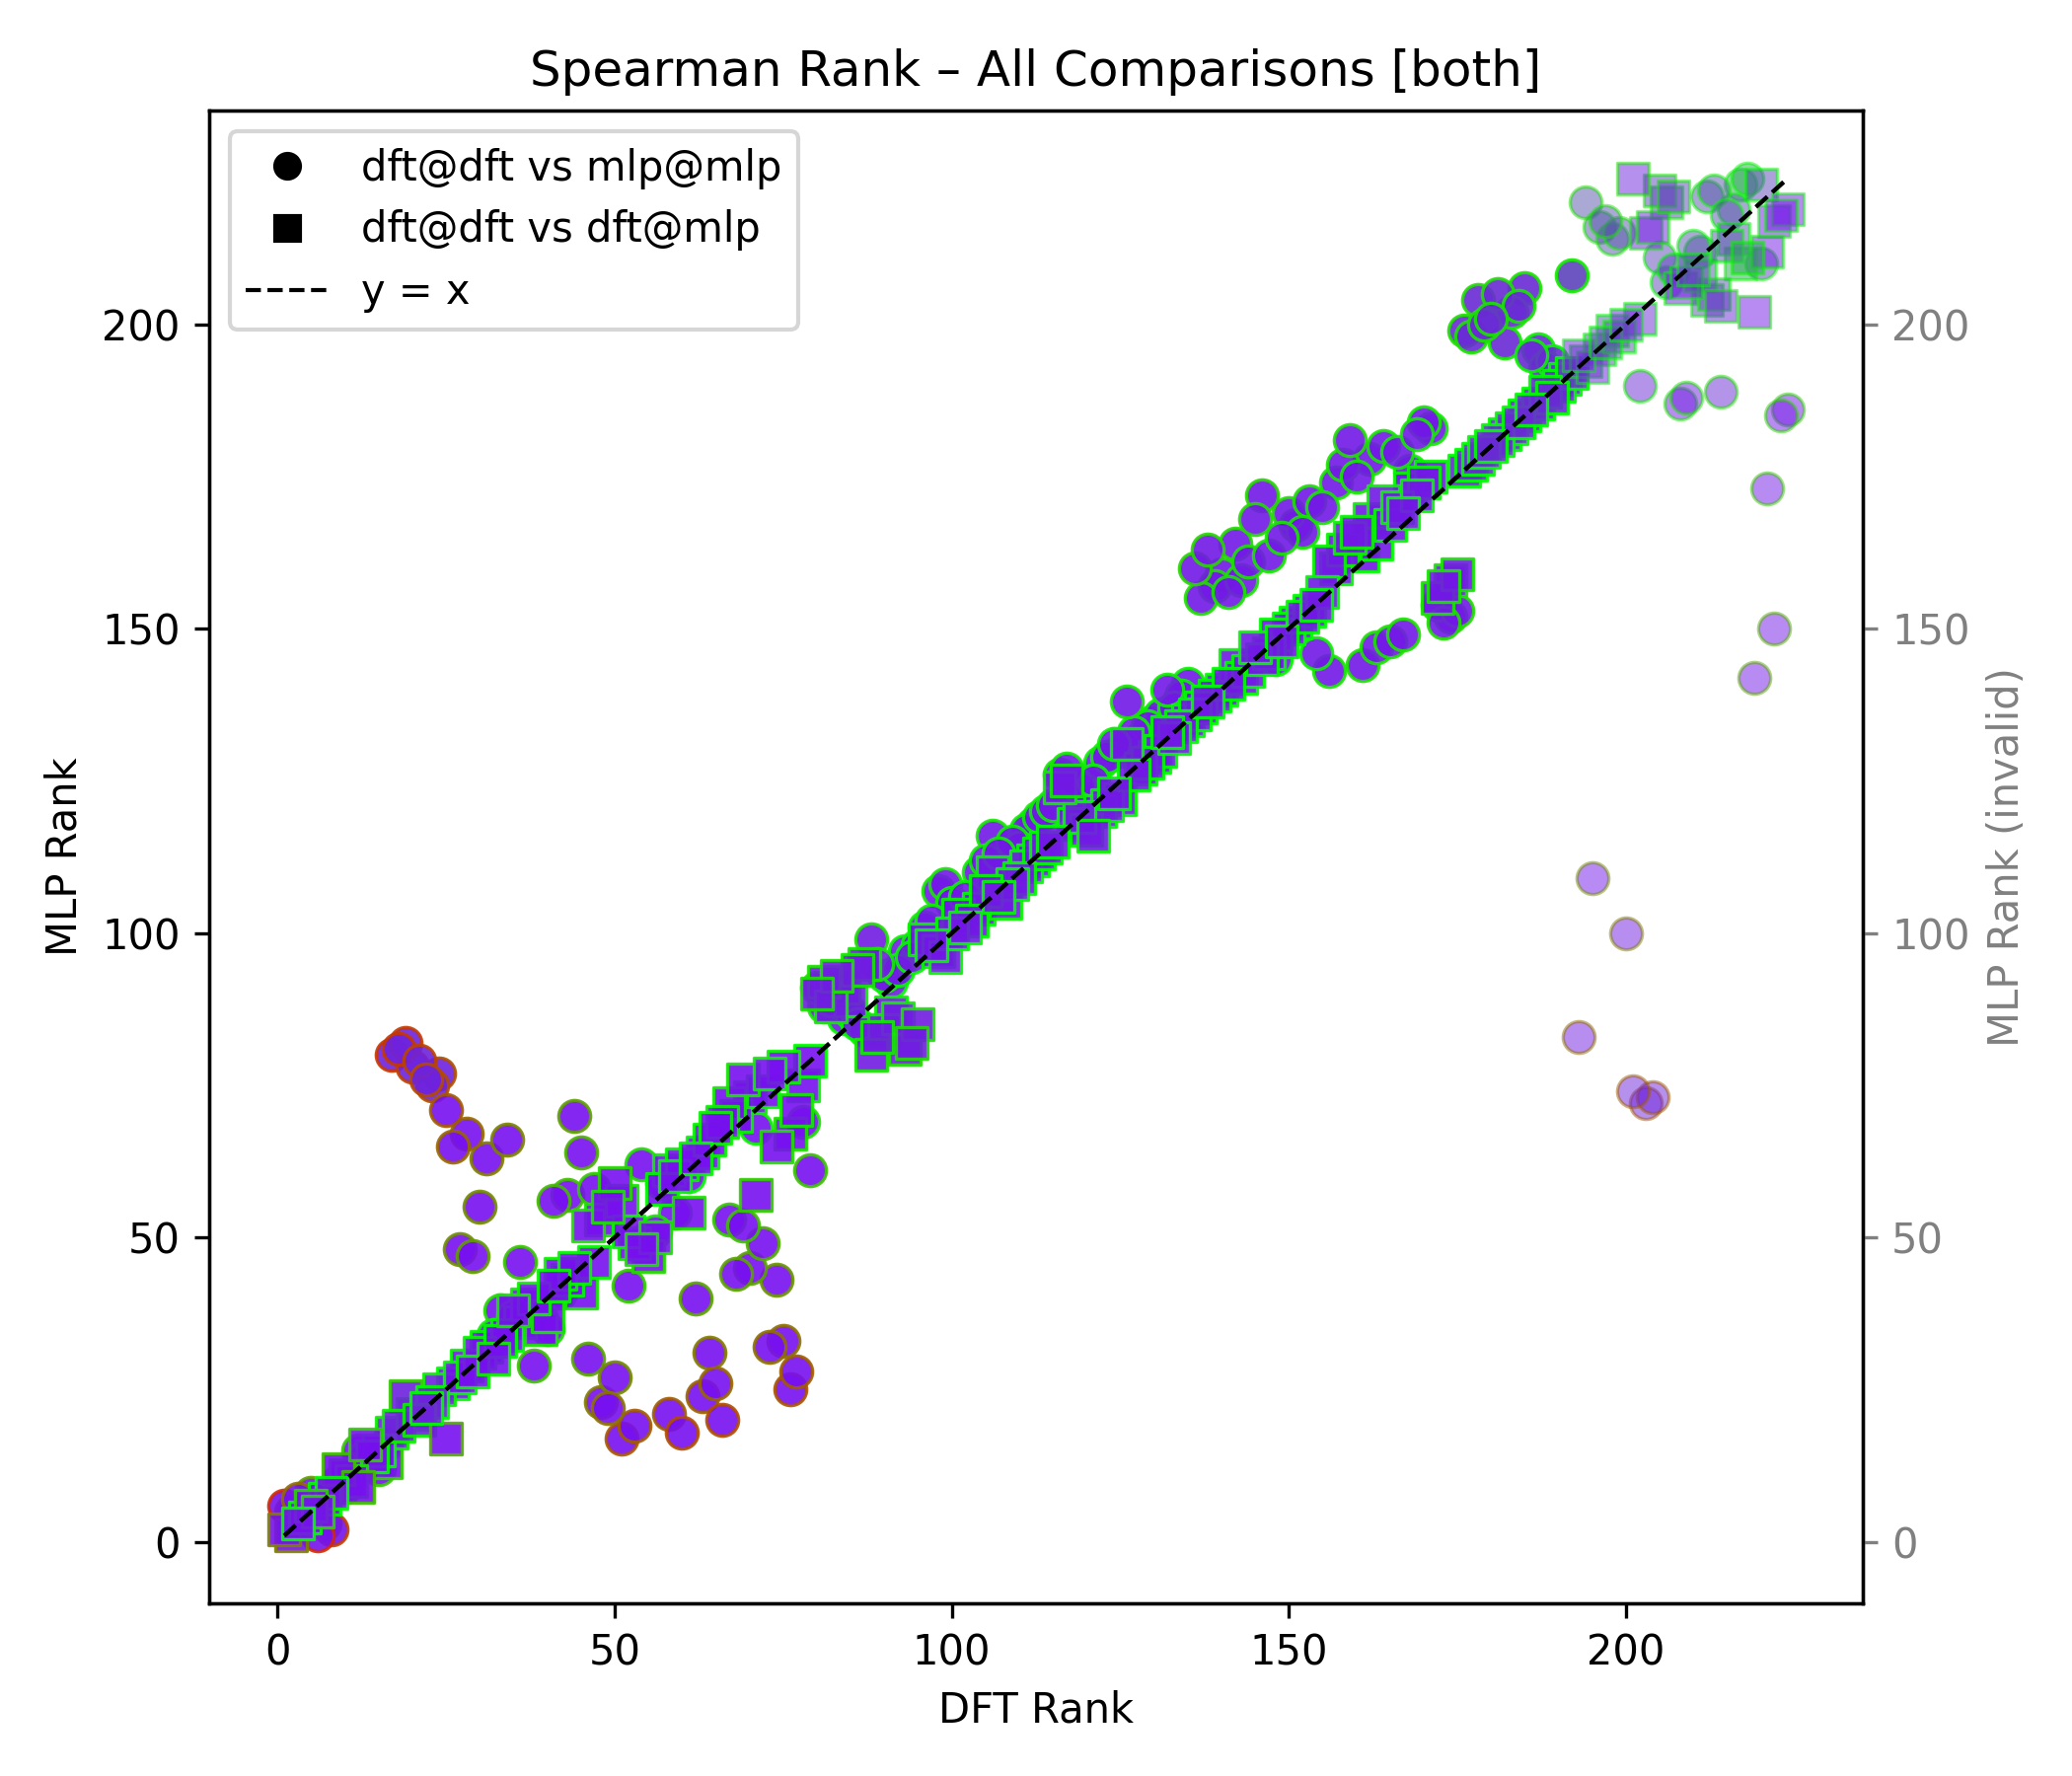 Spearman Rank – All Comparisons [both]
dft@dft vs mlp@mlp
dft@dft vs dft@mlp
y = x
200
150
100
50
0
MLP Rank
200
150
100
50
0
MLP Rank (invalid)
0 50 100 150 200
DFT Rank